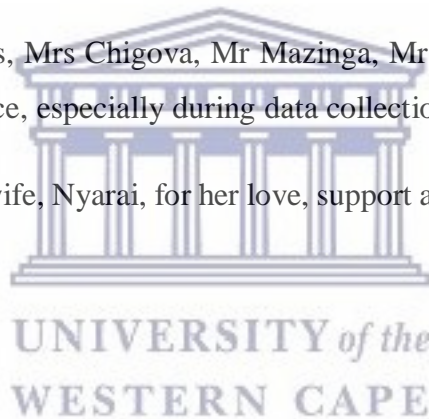 s, Mrs Chigova, Mr Mazinga, Mr
ce, especially during data collectio
vife, Nyarai, for her love, support a
UNIVERSITY of the
WESTERN CAPE